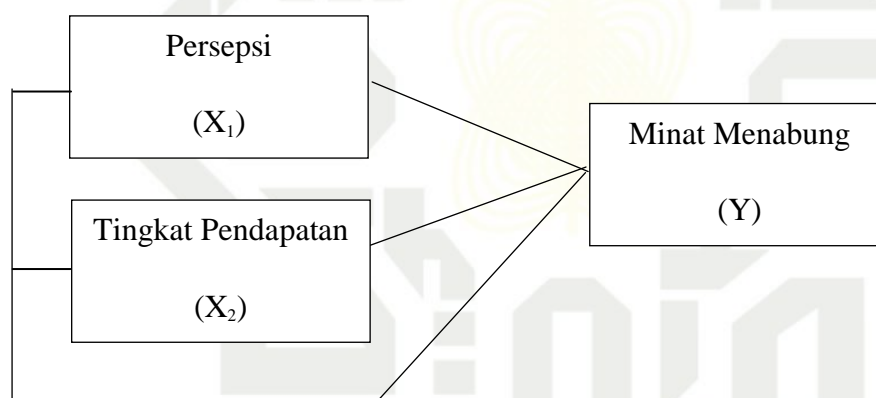 Persepsi
(X₁)
Minat Menabung
(Y)
Tingkat Pendapatan
(X₂)